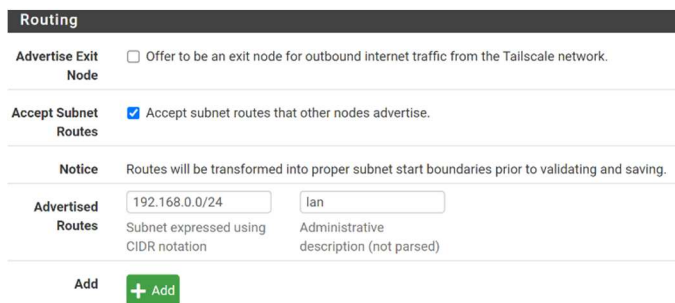 Routing
Advertise Exit
Node
Offer to be an exit node for outbound internet traffic from the Tailscale network.
Accept Subnet
Routes
Accept subnet routes that other nodes advertise.
Notice
Routes will be transformed into proper subnet start boundaries prior to validating and saving.
Advertised
Routes
192.168.0.0/24
lan
Subnet expressed using
CIDR notation
Administrative
description (not parsed)
Add
Add